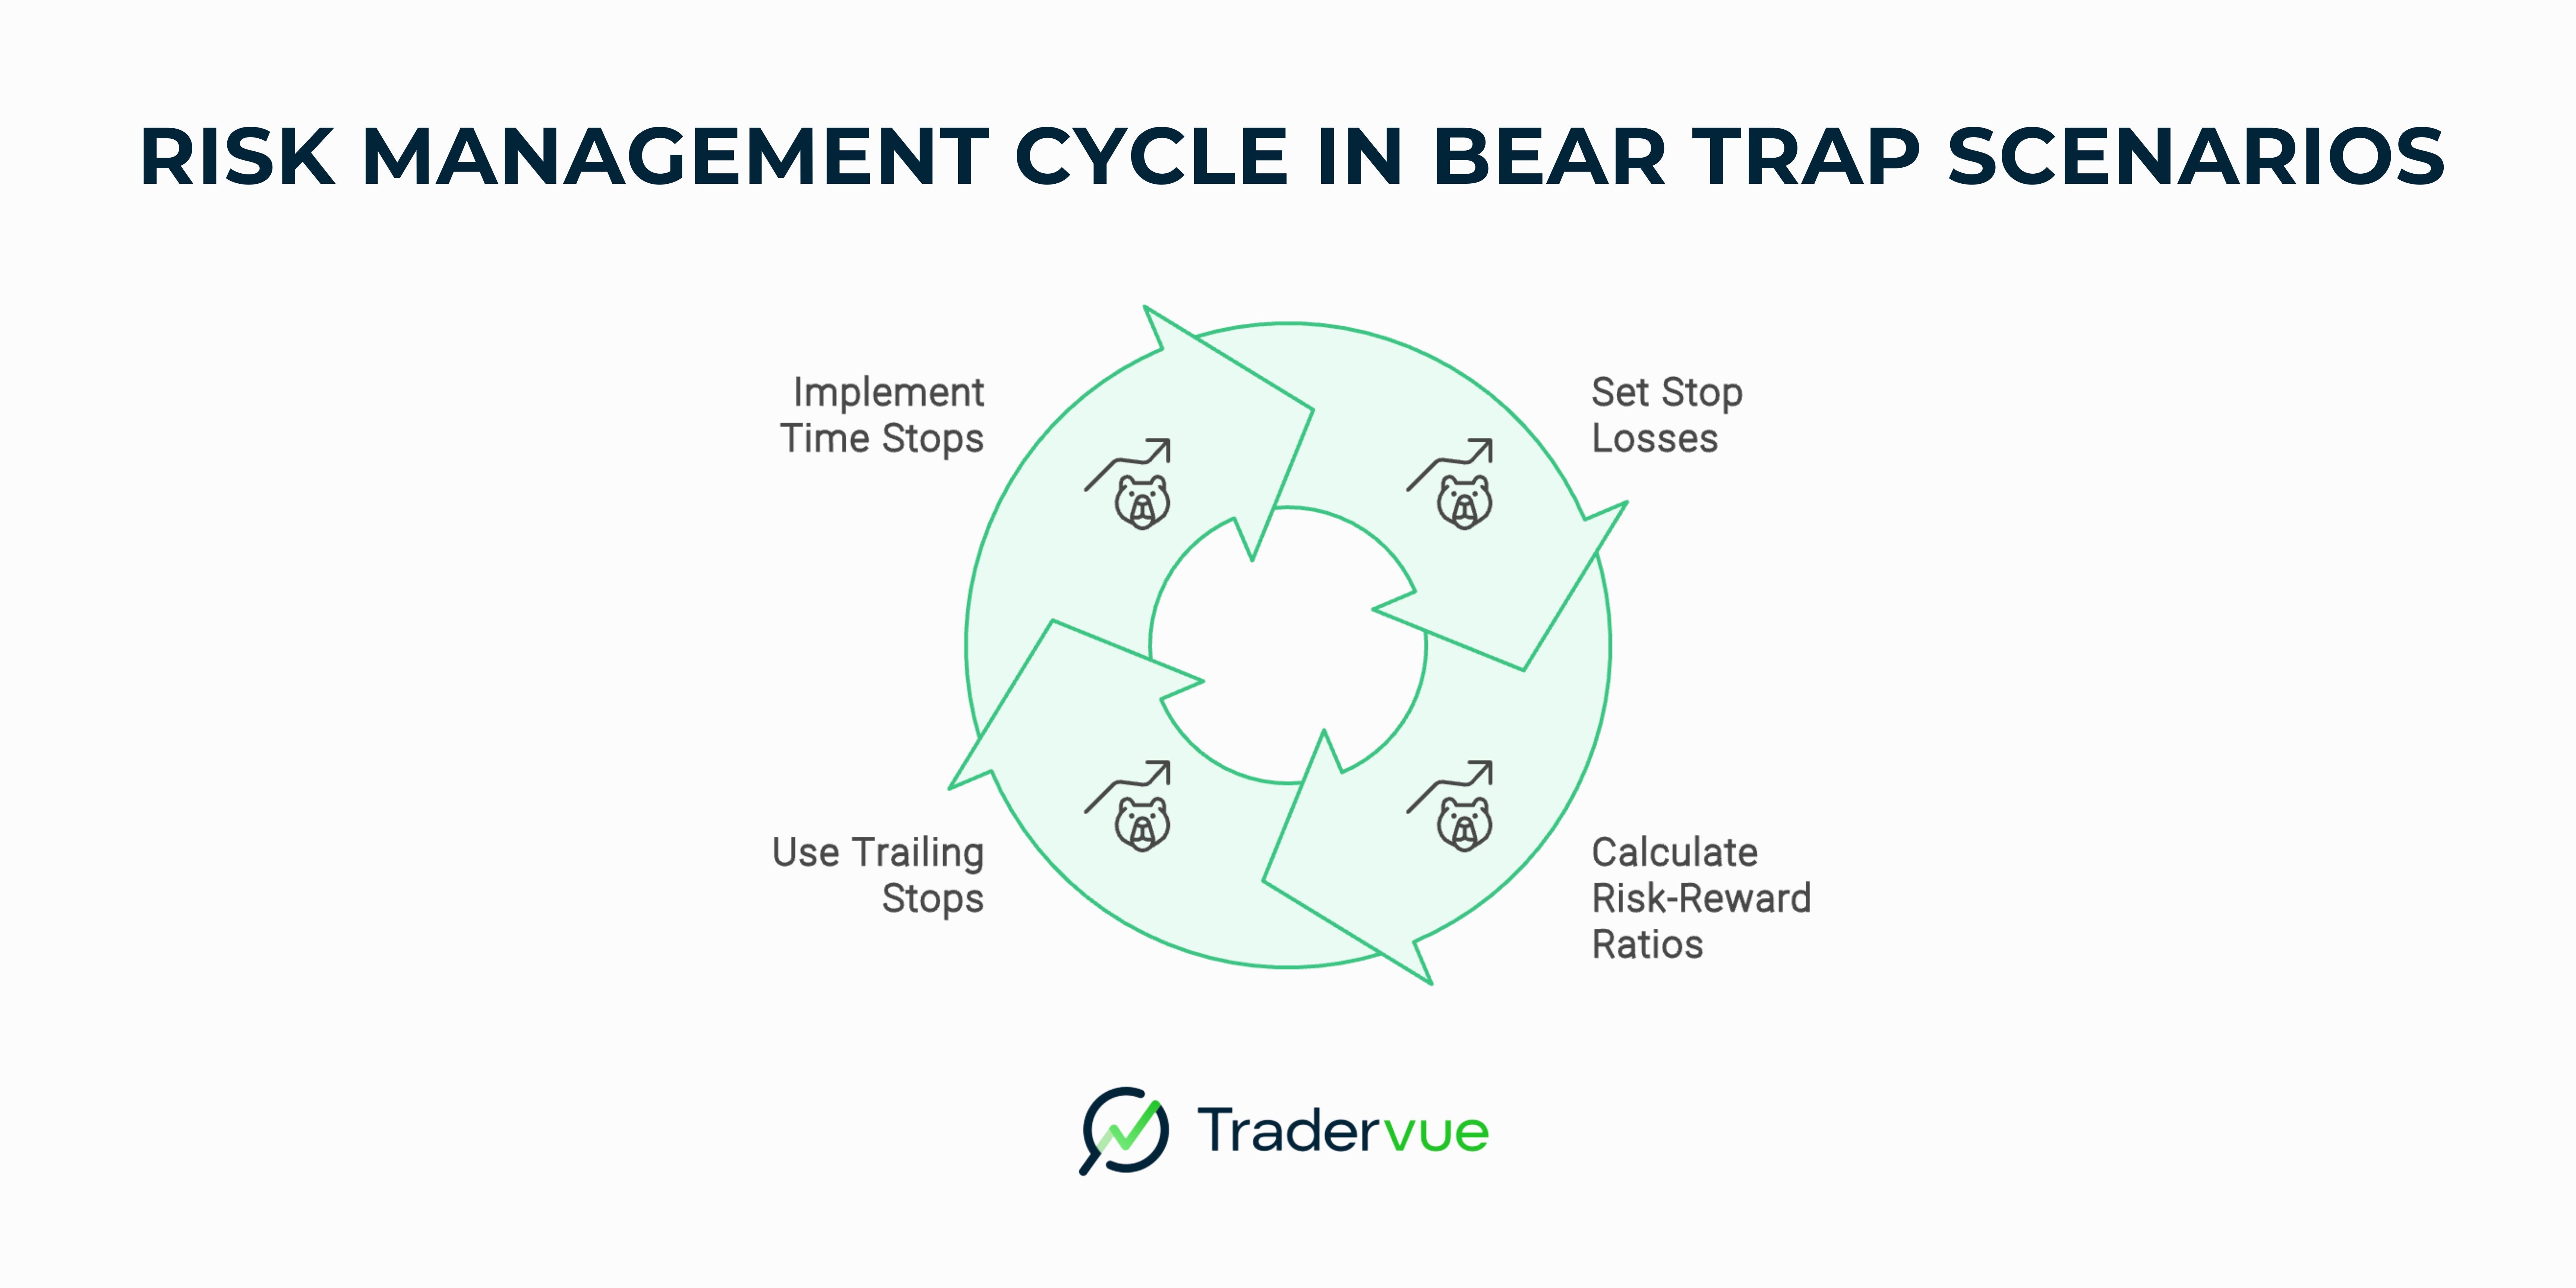 RISK MANAGEMENT CYCLE IN BEAR TRAP SCENARIOS
Implement
Time Stops
Set Stop
Losses
Use Trailing
Stops
Calculate
Risk-Reward
Ratios
Tradervue